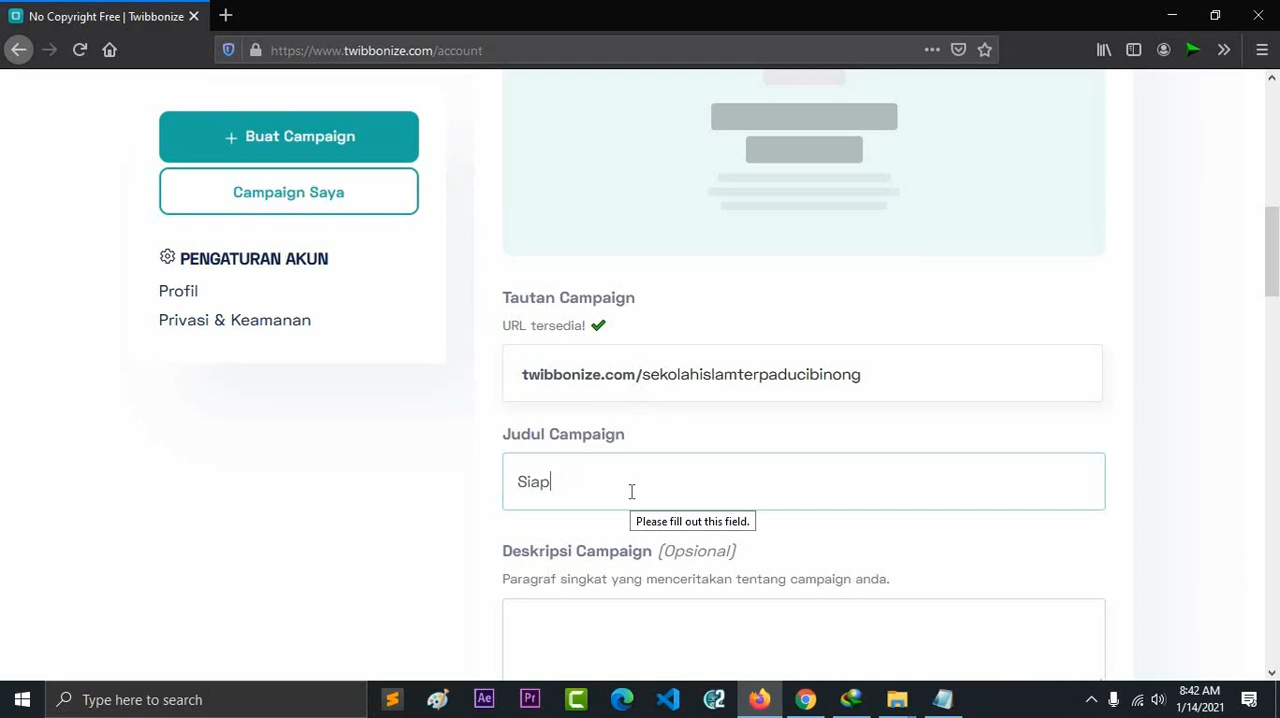 No Copyright Free | Twibbonize
https://www.twibbonize.com/account
+ Buat Campaign
Campaign Saya
PENGATURAN AKUN
Profil
Privasi & Keamanan
Tautan Campaign
URL tersedia!
twibbonize.com/sekolahislamterpaducibinong
Judul Campaign
Siap
Please fill out this field.
Deskripsi Campaign (Opsional)
Paragraf singkat yang menceritakan tentang campaign anda.
Type here to search
Ae
Pr
C
8:42 AM
1/14/2021